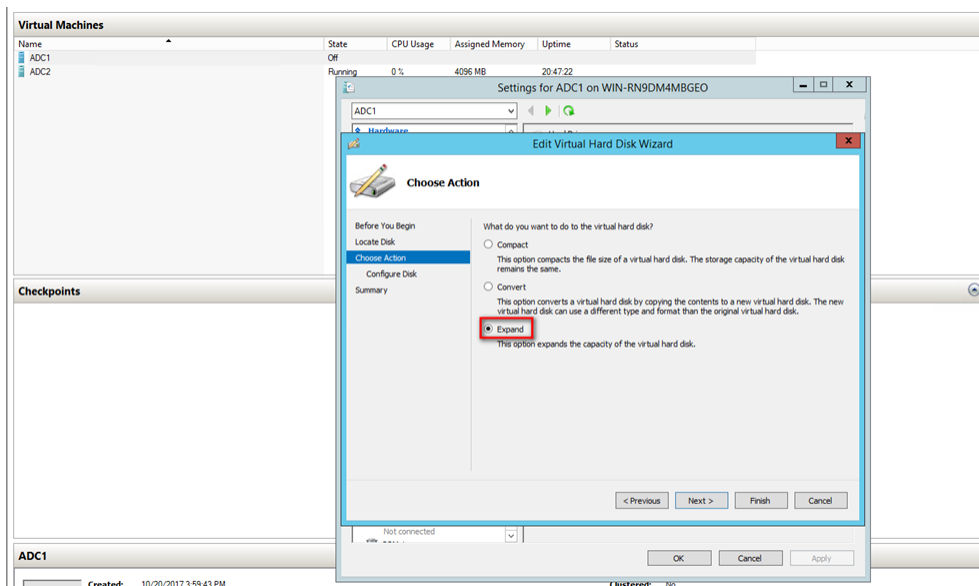 Virtual Machines
Name State CPU Usage Assigned Memory Uptime Status
ADC1 Off
ADC2 Running 0 % 4096 MB 20:47:22
Settings for ADC1 on WIN-RN9DM4MBGEO
ADC1
Hardware
Edit Virtual Hard Disk Wizard
Choose Action
Before You Begin
Locate Disk
Choose Action
Configure Disk
Summary
What do you want to do to the virtual hard disk?
Compact
This option compacts the file size of a virtual hard disk. The storage capacity of the virtual hard disk
remains the same.
Convert
This option converts a virtual hard disk by copying the contents to a new virtual hard disk. The new
virtual hard disk can use a different type and format than the original virtual hard disk.
Expand
This option expands the capacity of the virtual hard disk.
< Previous Next > Finish Cancel
Checkpoints
Not connected
OK Cancel Apply
ADC1
Created: 10/20/2017 3:59:43 PM Clustered: No